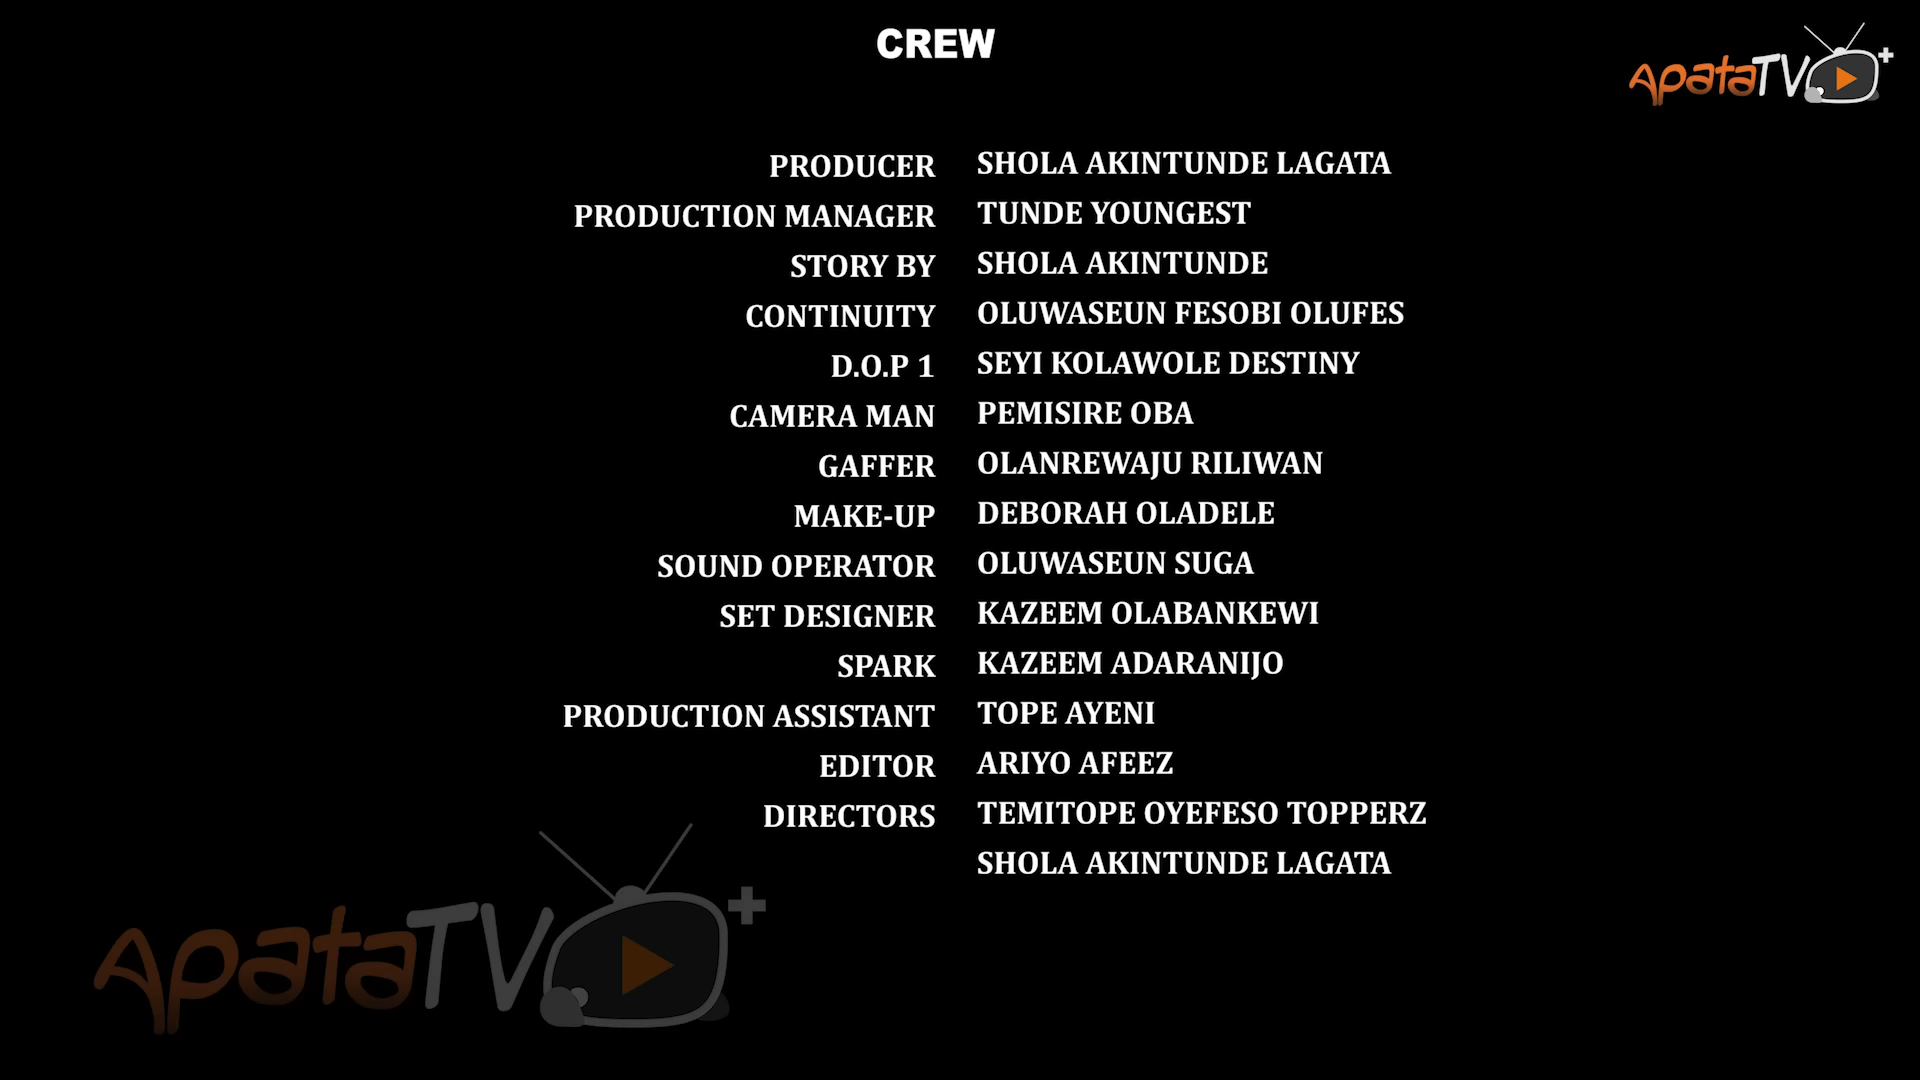 CREW
ApataTV+
PRODUCER SHOLA AKINTUNDE LAGATA
PRODUCTION MANAGER TUNDE YOUNGEST
STORY BY SHOLA AKINTUNDE
CONTINUITY OLUWASEUN FESOBI OLUFES
D.O.P 1 SEYI KOLAWOLE DESTINY
CAMERA MAN PEMISIRE OBA
GAFFER OLANREWAJU RILIWAN
MAKE-UP DEBORAH OLADELE
SOUND OPERATOR OLUWASEUN SUGA
SET DESIGNER KAZEEM OLABANKEWI
SPARK KAZEEM ADARANIJO
PRODUCTION ASSISTANT TOPE AYENI
EDITOR ARIYO AFEEZ
DIRECTORS TEMITOPE OYEFESO TOPPERZ
SHOLA AKINTUNDE LAGATA
ApataTV+